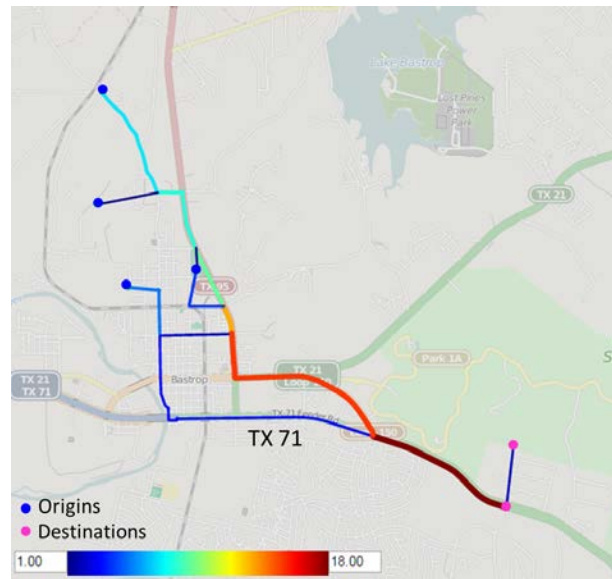 Lake Bastrop
Lost Pines
Power
Park
TX 21
TX 95
Park 1A
TX 21
TX 21
TX 71
Bastrop
TX 71 Feeder Rd
150
TX 71
S
Origins
Destinations
1.00
18.00